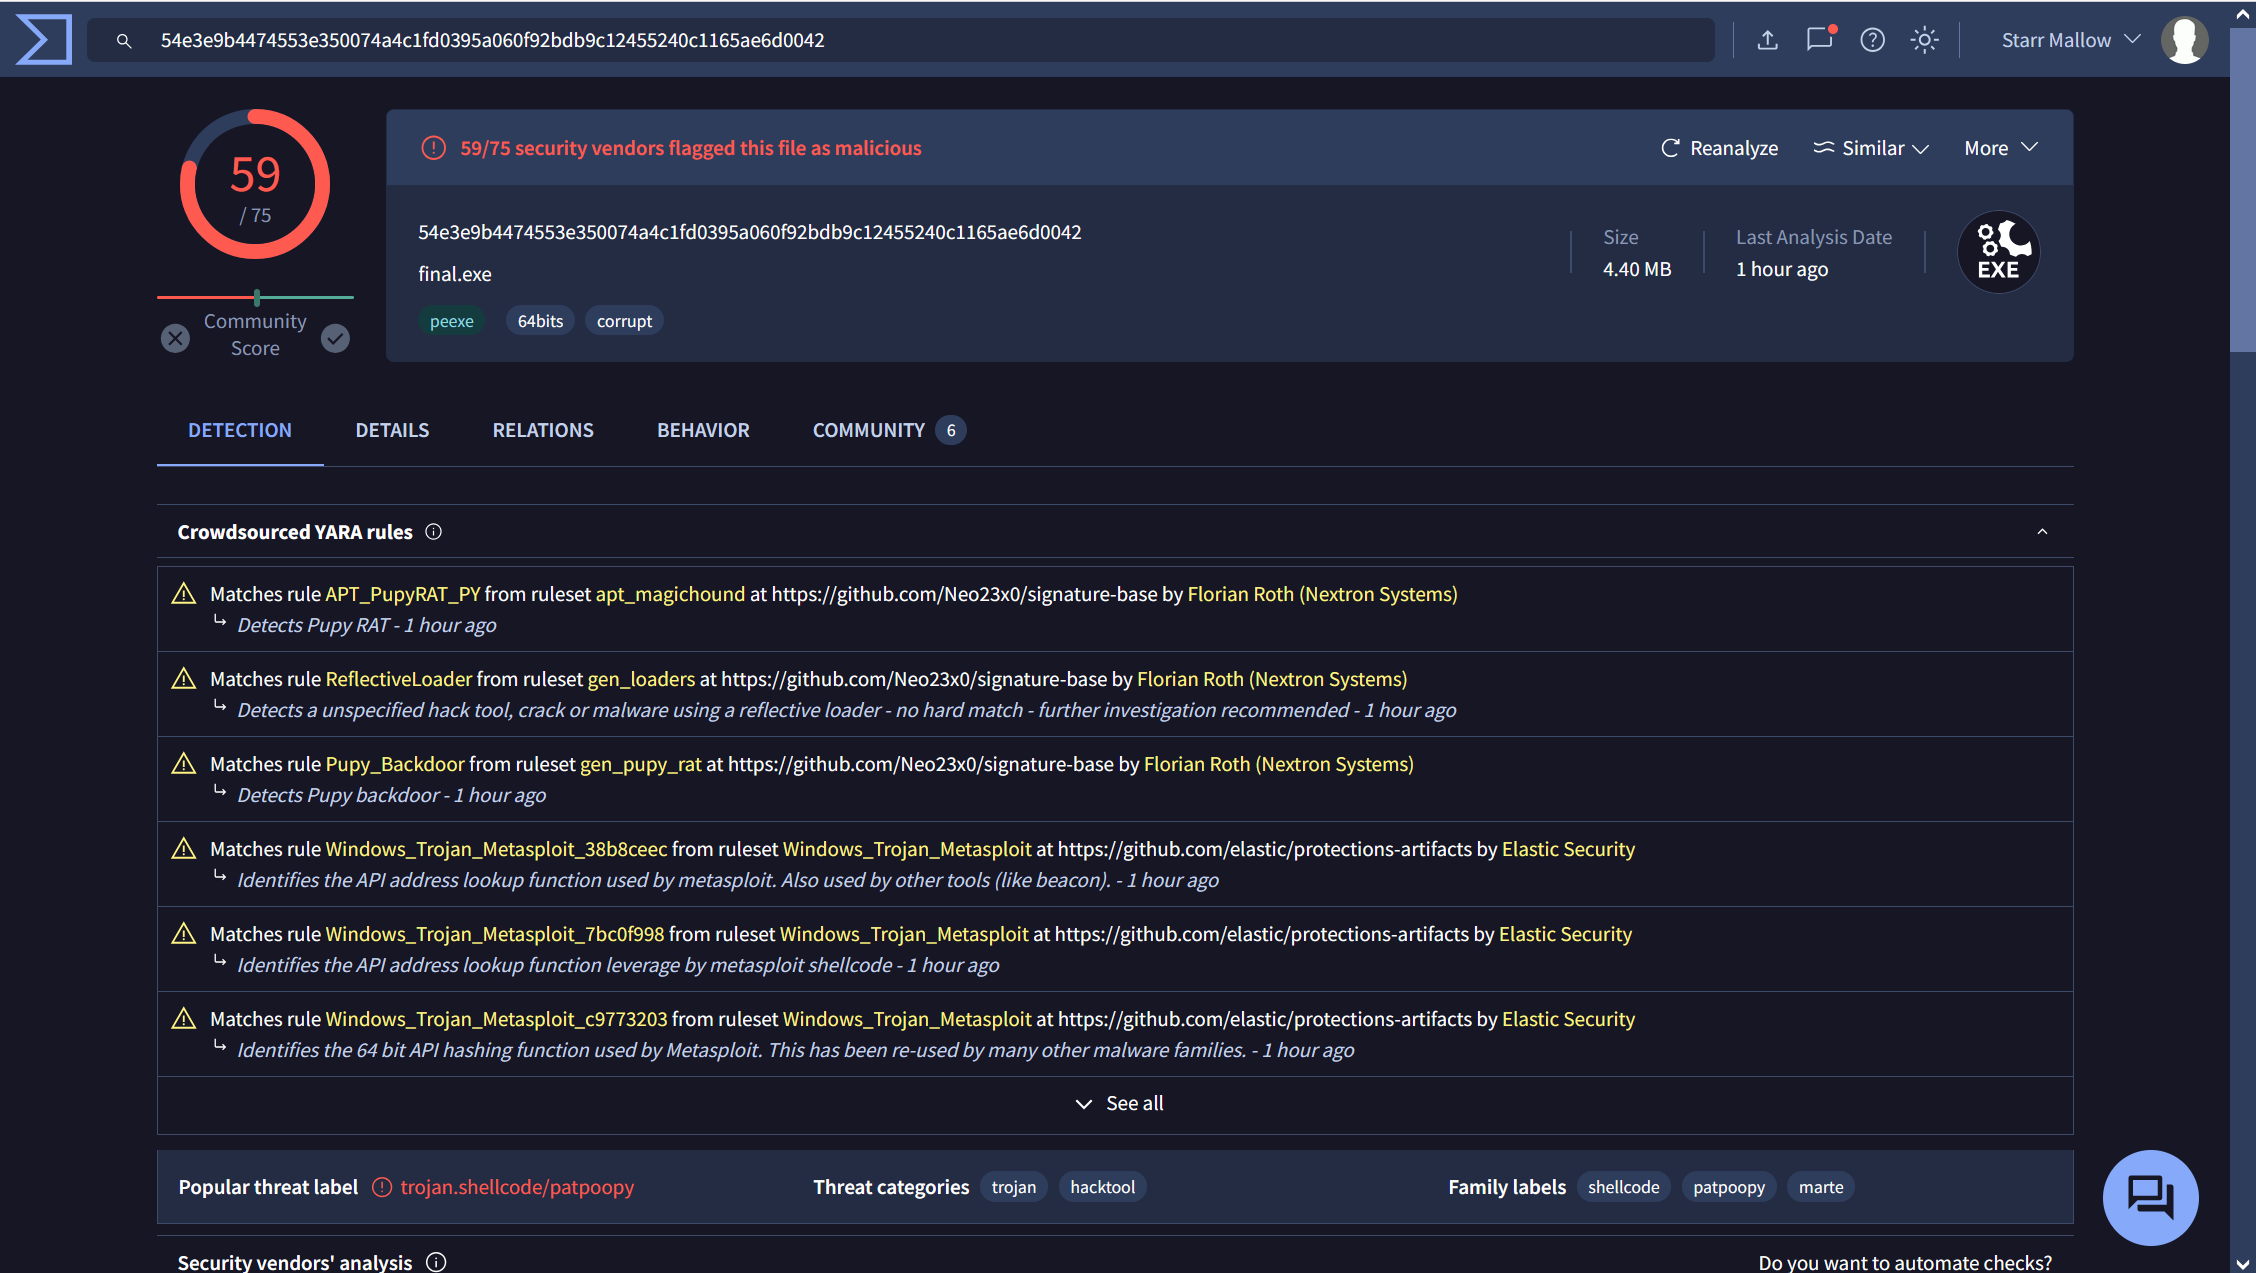 54e3e9b4474553e350074a4c1fd0395a060f92bdb9c12455240c1165ae6d0042
Starr Mallow
59
/ 75
Community
Score
59/75 security vendors flagged this file as malicious
Reanalyze
Similar
More
54e3e9b4474553e350074a4c1fd0395a060f92bdb9c12455240c1165ae6d0042
final.exe
peexe
64bits
corrupt
Size
4.40 MB
Last Analysis Date
1 hour ago
EXE
DETECTION
DETAILS
RELATIONS
BEHAVIOR
COMMUNITY 6
Crowdsourced YARA rules
Matches rule APT_PupyRAT_PY from ruleset apt_magichound at https://github.com/Neo23x0/signature-base by Florian Roth (Nextron Systems)
Detects Pupy RAT - 1 hour ago
Matches rule ReflectiveLoader from ruleset gen_loaders at https://github.com/Neo23x0/signature-base by Florian Roth (Nextron Systems)
Detects a unspecified hack tool, crack or malware using a reflective loader - no hard match - further investigation recommended - 1 hour ago
Matches rule Pupy_Backdoor from ruleset gen_pupy_rat at https://github.com/Neo23x0/signature-base by Florian Roth (Nextron Systems)
Detects Pupy backdoor - 1 hour ago
Matches rule Windows_Trojan_Metasploit_38b8ceec from ruleset Windows_Trojan_Metasploit at https://github.com/elastic/protections-artifacts by Elastic Security
Identifies the API address lookup function used by metasploit. Also used by other tools (like beacon). - 1 hour ago
Matches rule Windows_Trojan_Metasploit_7bc0f998 from ruleset Windows_Trojan_Metasploit at https://github.com/elastic/protections-artifacts by Elastic Security
Identifies the API address lookup function leverage by metasploit shellcode - 1 hour ago
Matches rule Windows_Trojan_Metasploit_c9773203 from ruleset Windows_Trojan_Metasploit at https://github.com/elastic/protections-artifacts by Elastic Security
Identifies the 64 bit API hashing function used by Metasploit. This has been re-used by many other malware families. - 1 hour ago
See all
Popular threat label trojan.shellcode/patpoopy
Threat categories trojan hacktool
Family labels shellcode patpoopy marte
Security vendors' analysis
Do you want to automate checks?